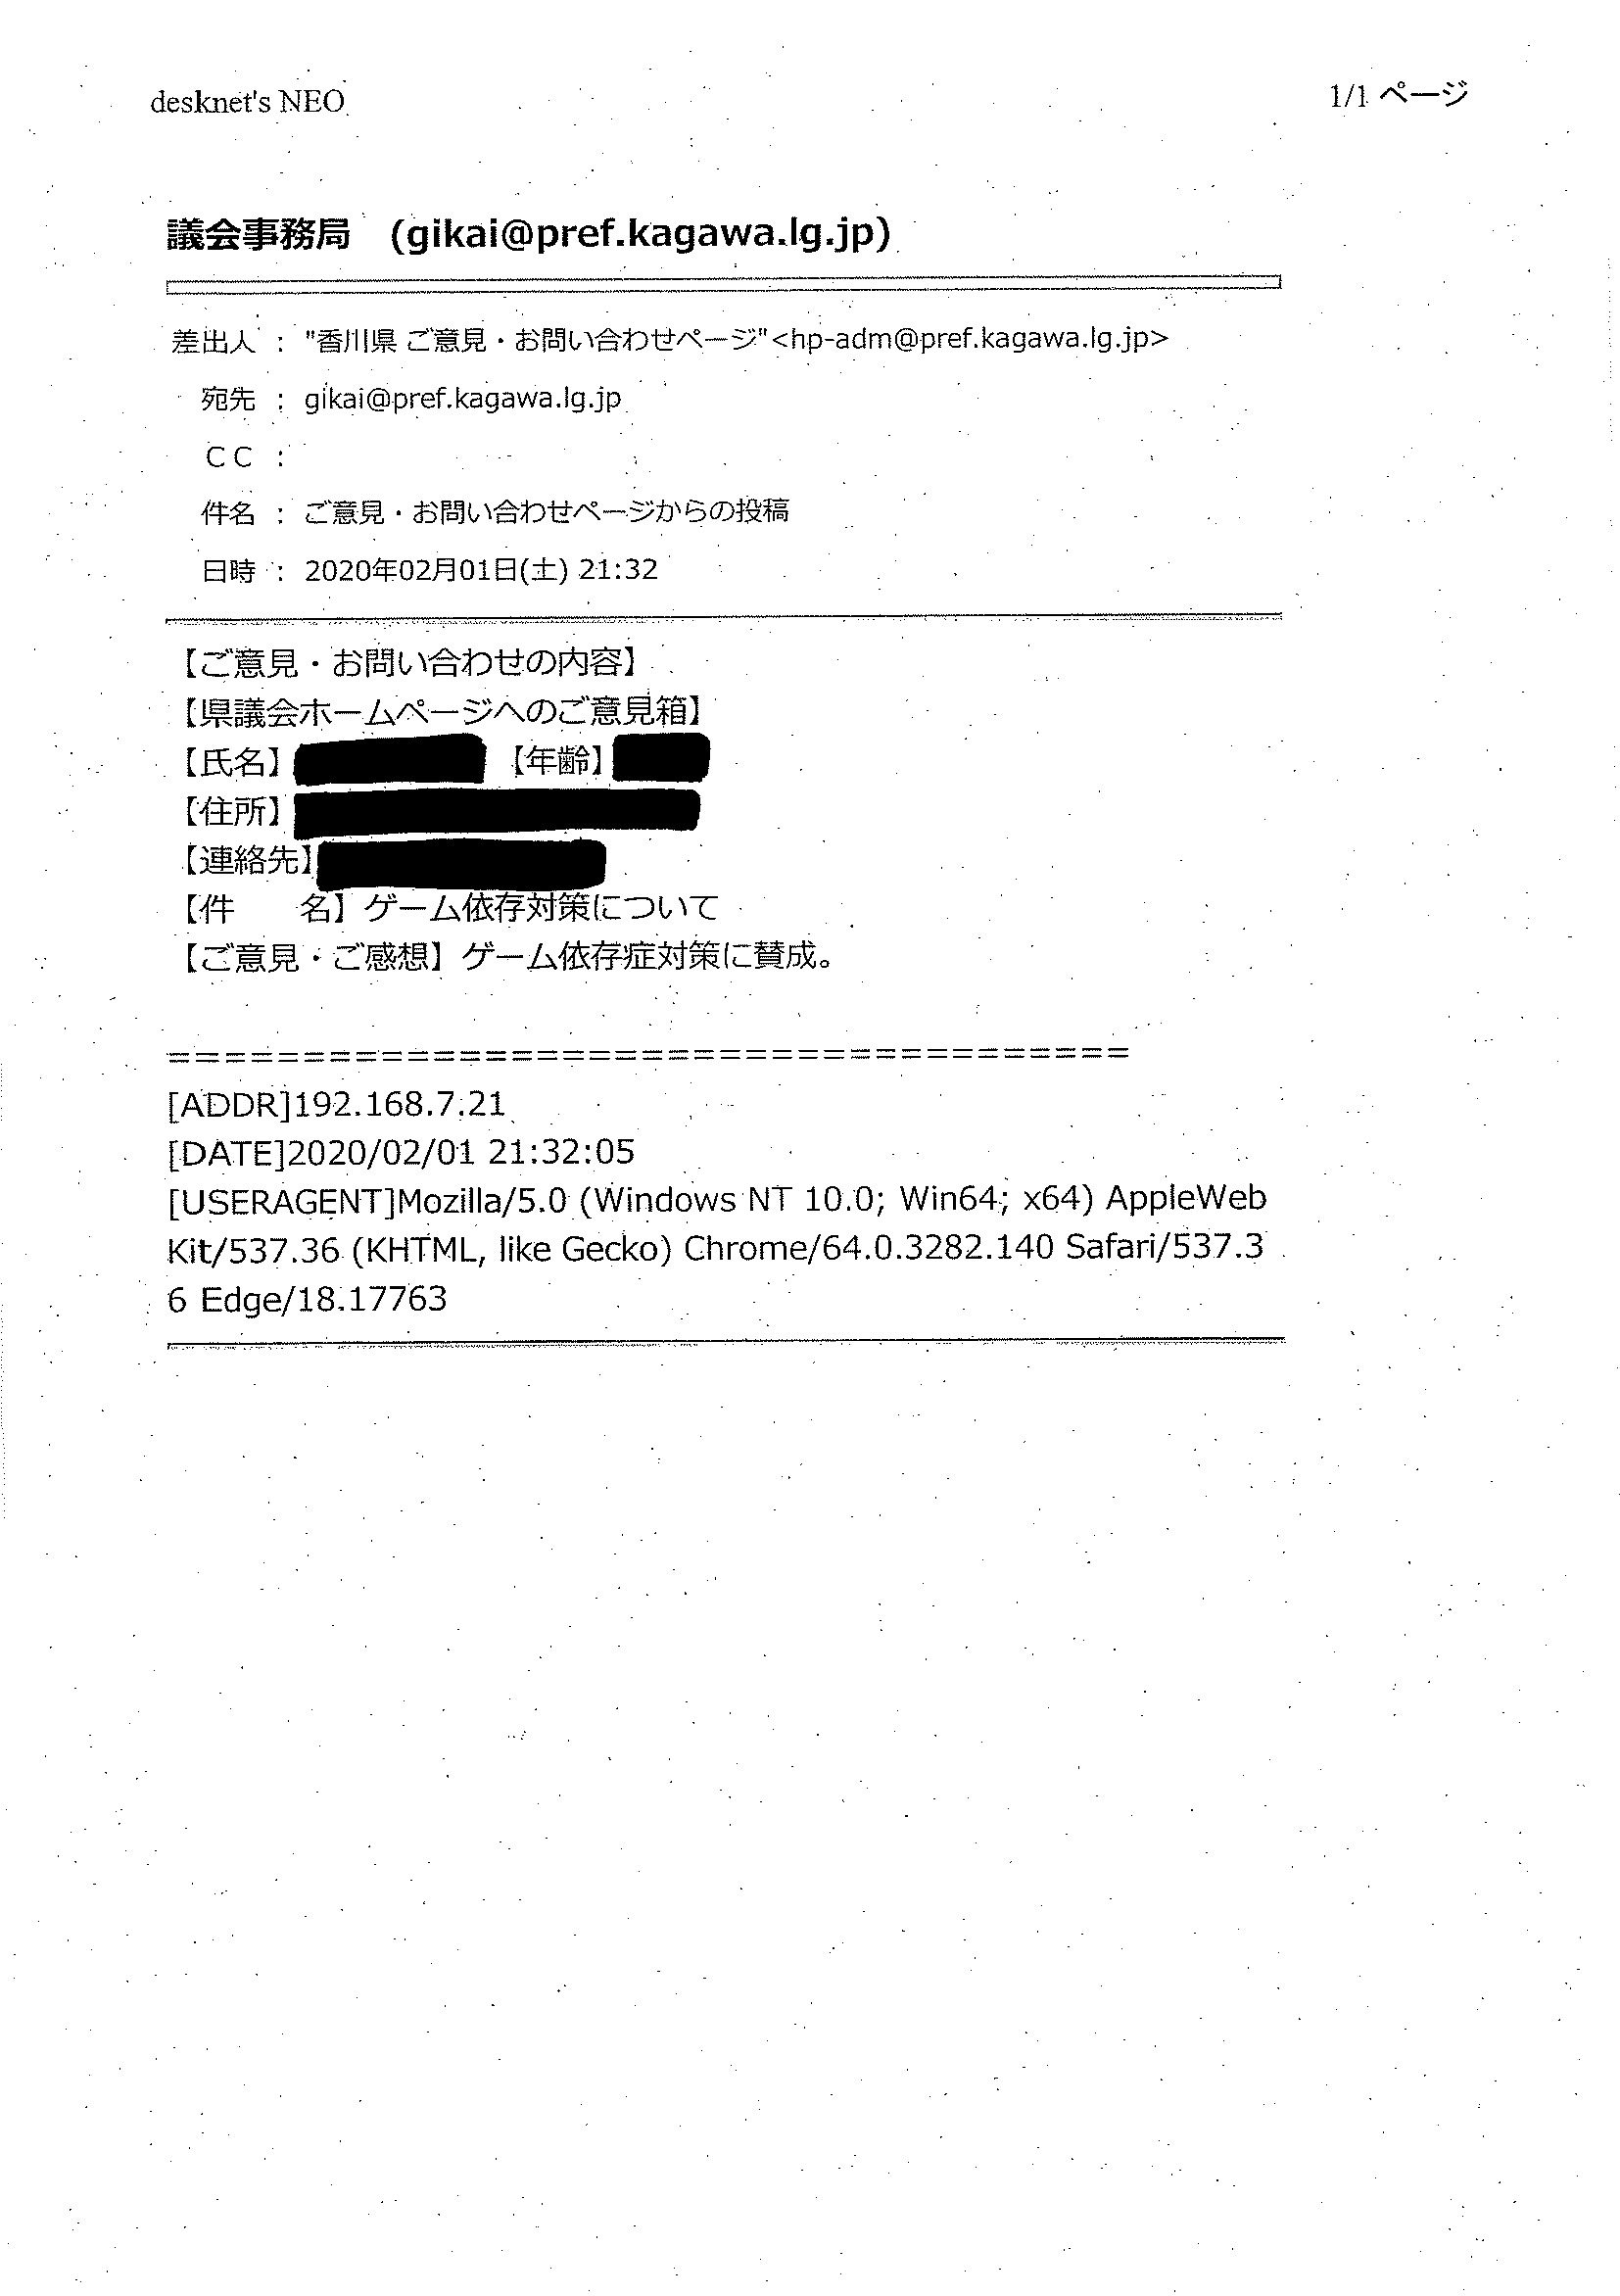 desknet's NEO
1/1 ページ
議会事務局 (gikai@pref.kagawa.lg.jp)
差出人 : "香川県 ご意見・お問い合わせページ"<hp-adm@pref.kagawa.lg.jp>
宛先 : gikai@pref.kagawa.lg.jp
CC :
件名 : ご意見・お問い合わせページからの投稿
日時 : 2020年02月01日(土) 21:32
【ご意見・お問い合わせの内容】
【県議会ホームページへのご意見箱】
【氏名】 【年齢】
【住所】
【連絡先】
【件　　名】ゲーム依存対策について
【ご意見・ご感想】ゲーム依存症対策に賛成。
=====================================
[ADDR]192.168.7.21
[DATE]2020/02/01 21:32:05
[USERAGENT]Mozilla/5.0 (Windows NT 10.0; Win64; x64) AppleWeb
Kit/537.36 (KHTML, like Gecko) Chrome/64.0.3282.140 Safari/537.3
6 Edge/18.17763